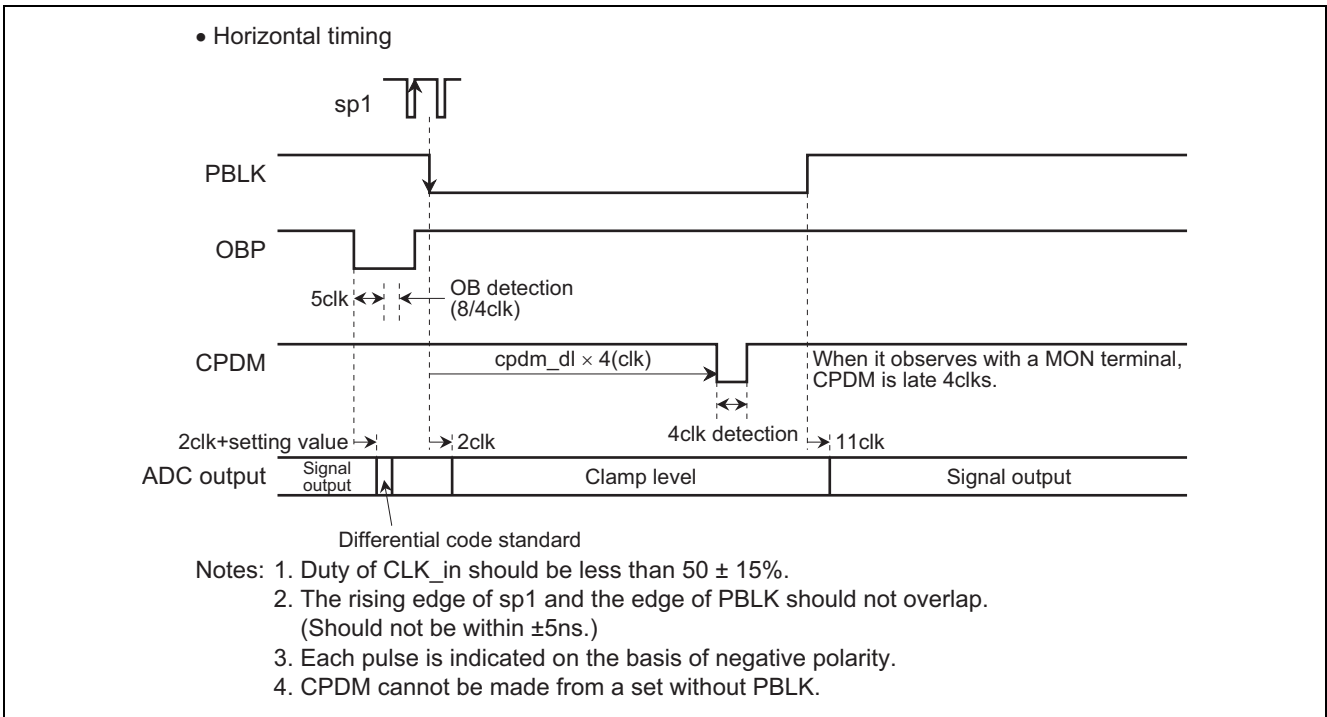 • Horizontal timing
sp1
PBLK
OBP
5clk
OB detection
(8/4clk)
CPDM
cpdm_dl × 4(clk)
When it observes with a MON terminal,
CPDM is late 4clks.
2clk+setting value
2clk
4clk detection
11clk
ADC output
Signal
output
Clamp level
Signal output
Differential code standard
Notes: 1. Duty of CLK_in should be less than 50 ± 15%.
2. The rising edge of sp1 and the edge of PBLK should not overlap.
(Should not be within ±5ns.)
3. Each pulse is indicated on the basis of negative polarity.
4. CPDM cannot be made from a set without PBLK.